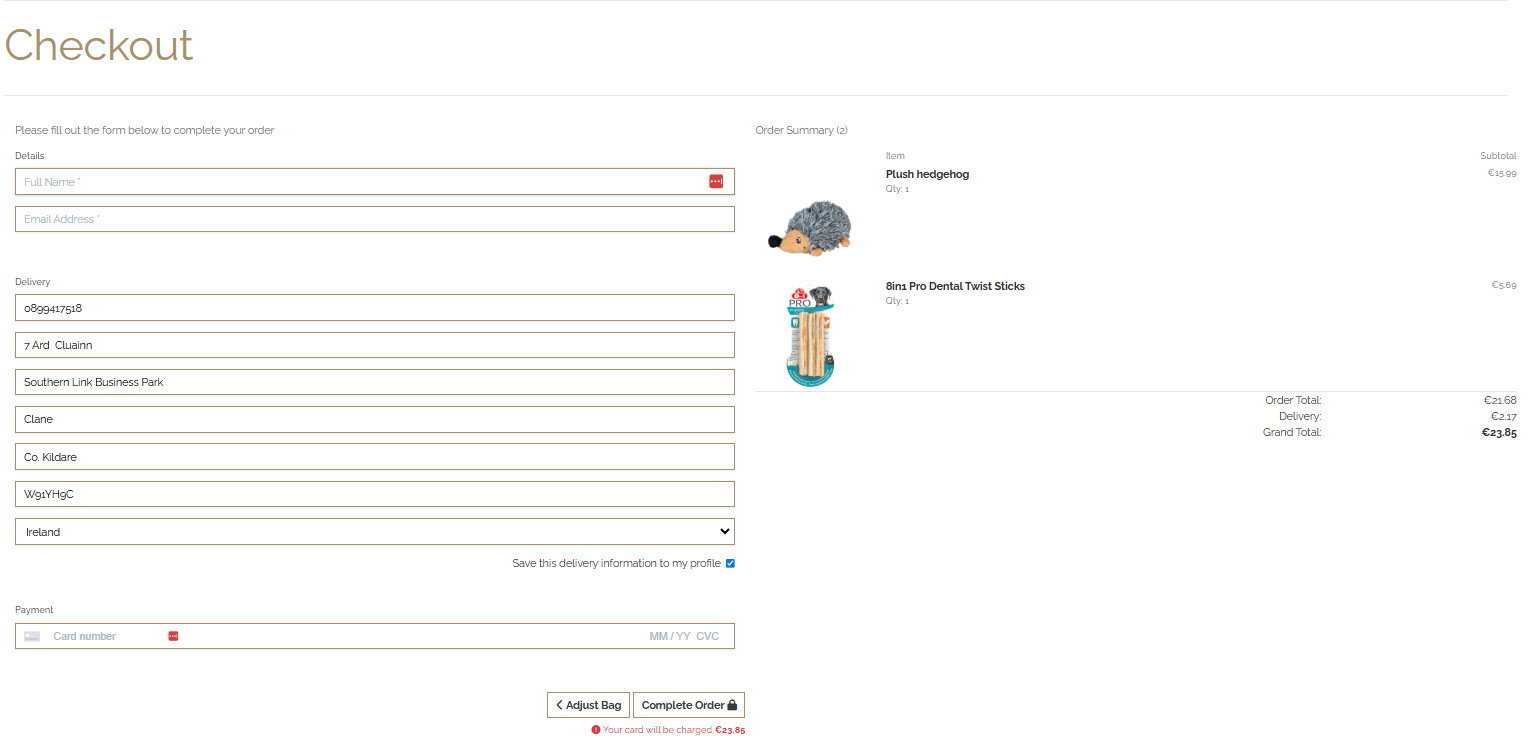 Checkout
Please fill out the form below to complete your order
Details
Full Name *
Email Address *
Delivery
0899417518
7 Ard Cluainn
Southern Link Business Park
Clane
Co. Kildare
W91YH9C
Ireland
Save this delivery information to my profile
Payment
Card number
MM / YY CVC
Adjust Bag
Complete Order
Your card will be charged €23.85
Order Summary (2)
Item Subtotal
Plush hedgehog €15.99
Qty: 1
8in1 Pro Dental Twist Sticks €5.69
Qty: 1
8in1
PRO
Order Total: €21.68
Delivery: €2.17
Grand Total: €23.85